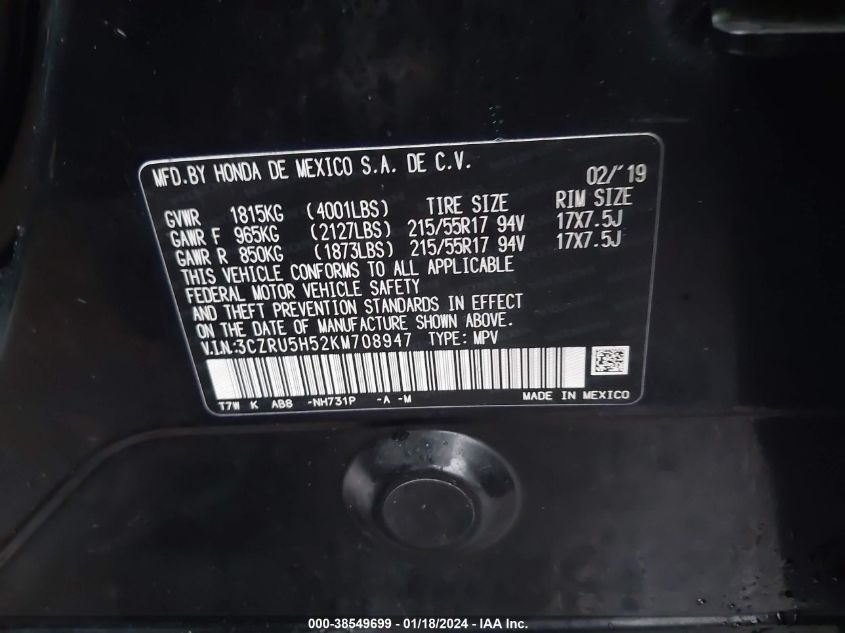 MFD.BY HONDA DE MEXICO S.A. DE C.V.
02/'19
GVWR 1815KG (4001LBS) TIRE SIZE RIM SIZE
GAWR F 965KG (2127LBS) 215/55R17 94V 17X7.5J
GAWR R 850KG (1873LBS) 215/55R17 94V 17X7.5J
THIS VEHICLE CONFORMS TO ALL APPLICABLE
FEDERAL MOTOR VEHICLE SAFETY
AND THEFT PREVENTION STANDARDS IN EFFECT
ON THE DATE OF MANUFACTURE SHOWN ABOVE.
V.I.N.:3CZRU5H52KM708947 TYPE: MPV
T7W K AB8 -NH731P -A -M MADE IN MEXICO
000-38549699 - 01/18/2024 - IAA Inc.